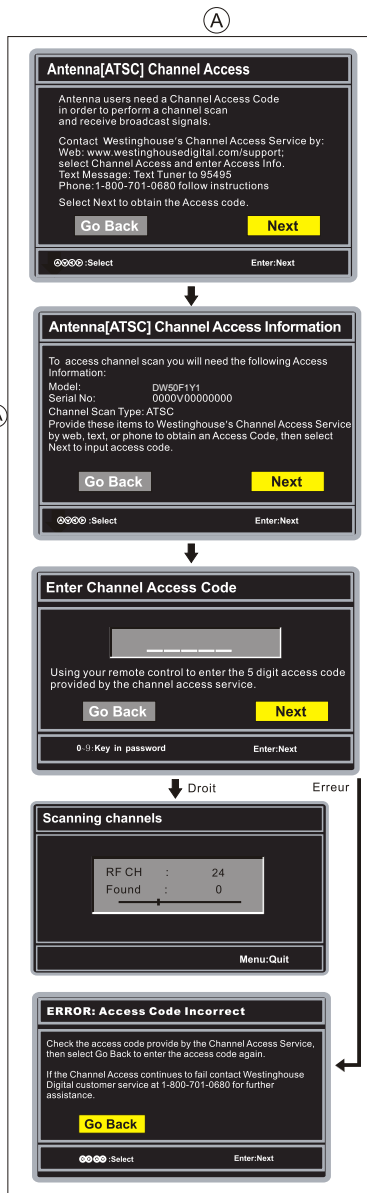 A
Antenna[ATSC] Channel Access
Antenna users need a Channel Access Code
in order to perform a channel scan
and receive broadcast signals.
Contact Westinghouse's Channel Access Service by:
Web: www.westinghousedigital.com/support;
select Channel Access and enter Access Info.
Text Message: Text Tuner to 95495
Phone:1-800-701-0680 follow instructions
Select Next to obtain the Access code.
Go Back Next
:Select Enter:Next
Antenna[ATSC] Channel Access Information
To access channel scan you will need the following Access
Information:
Model: DW50F1Y1
Serial No: 0000V00000000
Channel Scan Type: ATSC
Provide these items to Westinghouse's Channel Access Service
by web, text, or phone to obtain an Access Code, then select
Next to input access code.
Go Back Next
:Select Enter:Next
Enter Channel Access Code
_ _ _ _ _
Using your remote control to enter the 5 digit access code
provided by the channel access service.
Go Back Next
0-9:Key in password Enter:Next
Droit Erreur
Scanning channels
RF CH : 24
Found : 0
Menu:Quit
ERROR: Access Code Incorrect
Check the access code provide by the Channel Access Service,
then select Go Back to enter the access code again.
If the Channel Access continues to fail contact Westinghouse
Digital customer service at 1-800-701-0680 for further
assistance.
Go Back
:Select Enter:Next